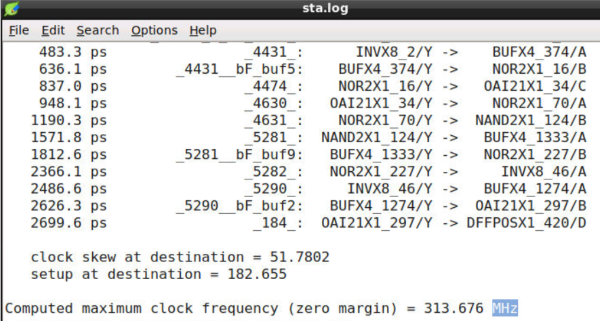 sta.log
File Edit Search Options Help
483.3 ps _4431_: INVX8_2/Y -> BUFX4_374/A
636.1 ps _4431__bF_buf5: BUFX4_374/Y -> NOR2X1_16/B
837.0 ps _4474_: NOR2X1_16/Y -> OAI21X1_34/C
948.1 ps _4630_: OAI21X1_34/Y -> NOR2X1_70/A
1190.3 ps _4631_: NOR2X1_70/Y -> NAND2X1_124/B
1571.8 ps _5281_: NAND2X1_124/Y -> BUFX4_1333/A
1812.6 ps _5281__bF_buf9: BUFX4_1333/Y -> NOR2X1_227/B
2366.1 ps _5282_: NOR2X1_227/Y -> INVX8_46/A
2486.6 ps _5290_: INVX8_46/Y -> BUFX4_1274/A
2626.3 ps _5290__bF_buf2: BUFX4_1274/Y -> OAI21X1_297/B
2699.6 ps _184_: OAI21X1_297/Y -> DFFPOSX1_420/D
clock skew at destination = 51.7802
setup at destination = 182.655
Computed maximum clock frequency (zero margin) = 313.676 MHz